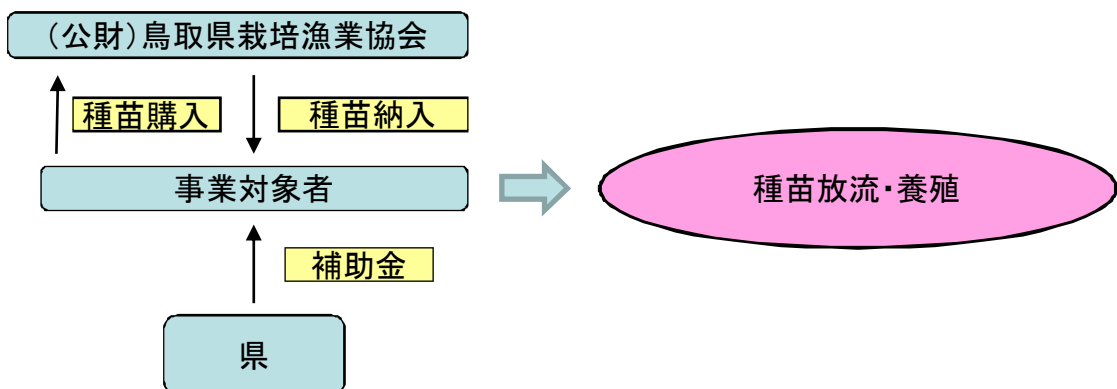 (公財)鳥取県栽培漁業協会
種苗購入
種苗納入
事業対象者
種苗放流・養殖
補助金
県